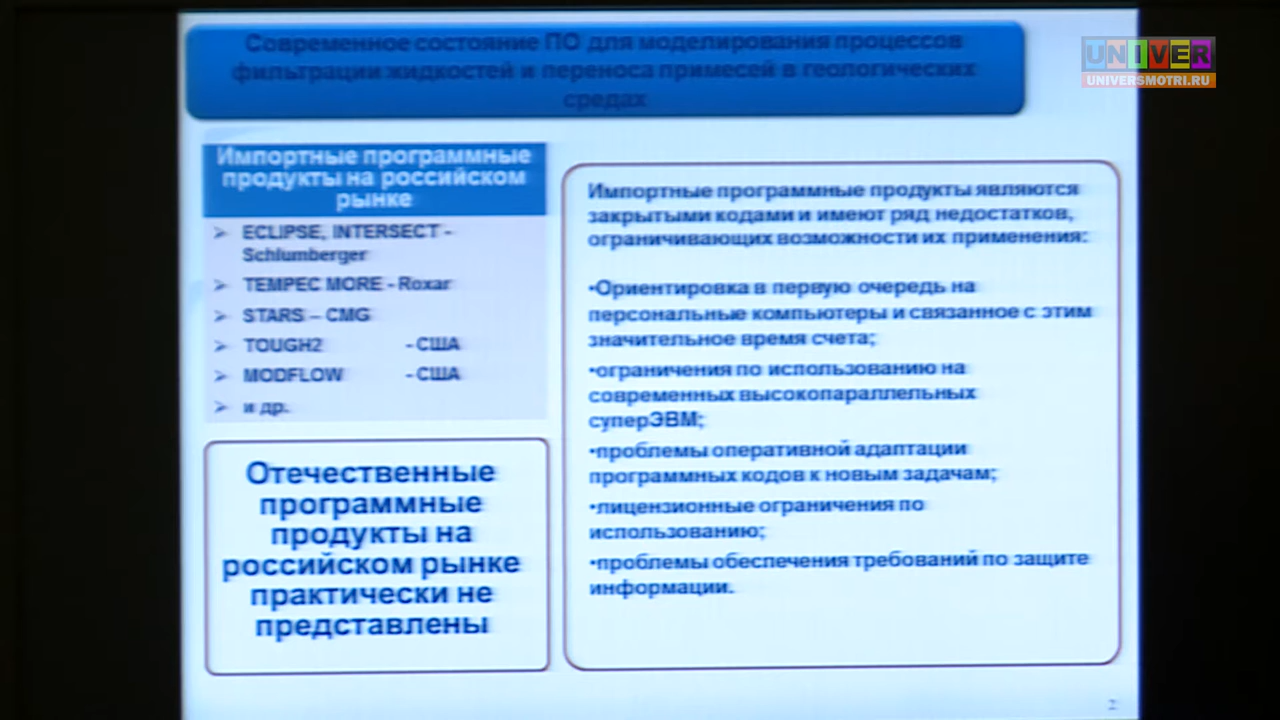 Современное состояние ПО для моделирования процессов
фильтрации жидкостей и переноса примесей в геологических
средах
UNIVER
UNIVERSMOTRI.RU
Импортные программные
продукты на российском
рынке
➢ ECLIPSE, INTERSECT -
Schlumberger
➢ TEMPEC MORE - Roxar
➢ STARS – CMG
➢ TOUGH2 - США
➢ MODFLOW - США
➢ и др.
Отечественные
программные
продукты на
российском рынке
практически не
представлены
Импортные программные продукты являются
закрытыми кодами и имеют ряд недостатков,
ограничивающих возможности их применения:
•Ориентировка в первую очередь на
персональные компьютеры и связанное с этим
значительное время счета;
•ограничения по использованию на
современных высокопараллельных
суперЭВМ;
•проблемы оперативной адаптации
программных кодов к новым задачам;
•лицензионные ограничения по
использованию;
•проблемы обеспечения требований по защите
информации.
2